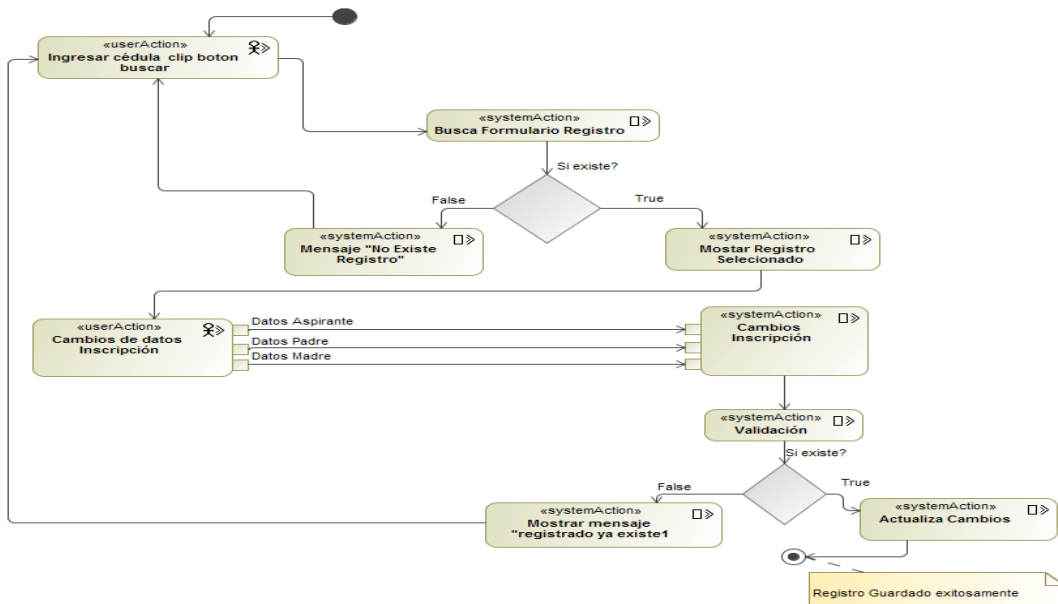 «userAction»
Ingresar cédula clip boton
buscar
«systemAction»
Busca Formulario Registro
Si existe?
False
True
«systemAction»
Mensaje "No Existe
Registro"
«systemAction»
Mostar Registro
Selecionado
«userAction»
Cambios de datos
Inscripción
Datos Aspirante
Datos Padre
Datos Madre
«systemAction»
Cambios
Inscripción
«systemAction»
Validación
Si existe?
False
True
«systemAction»
Mostrar mensaje
"registrado ya existe1
«systemAction»
Actualiza Cambios
Registro Guardado exitosamente